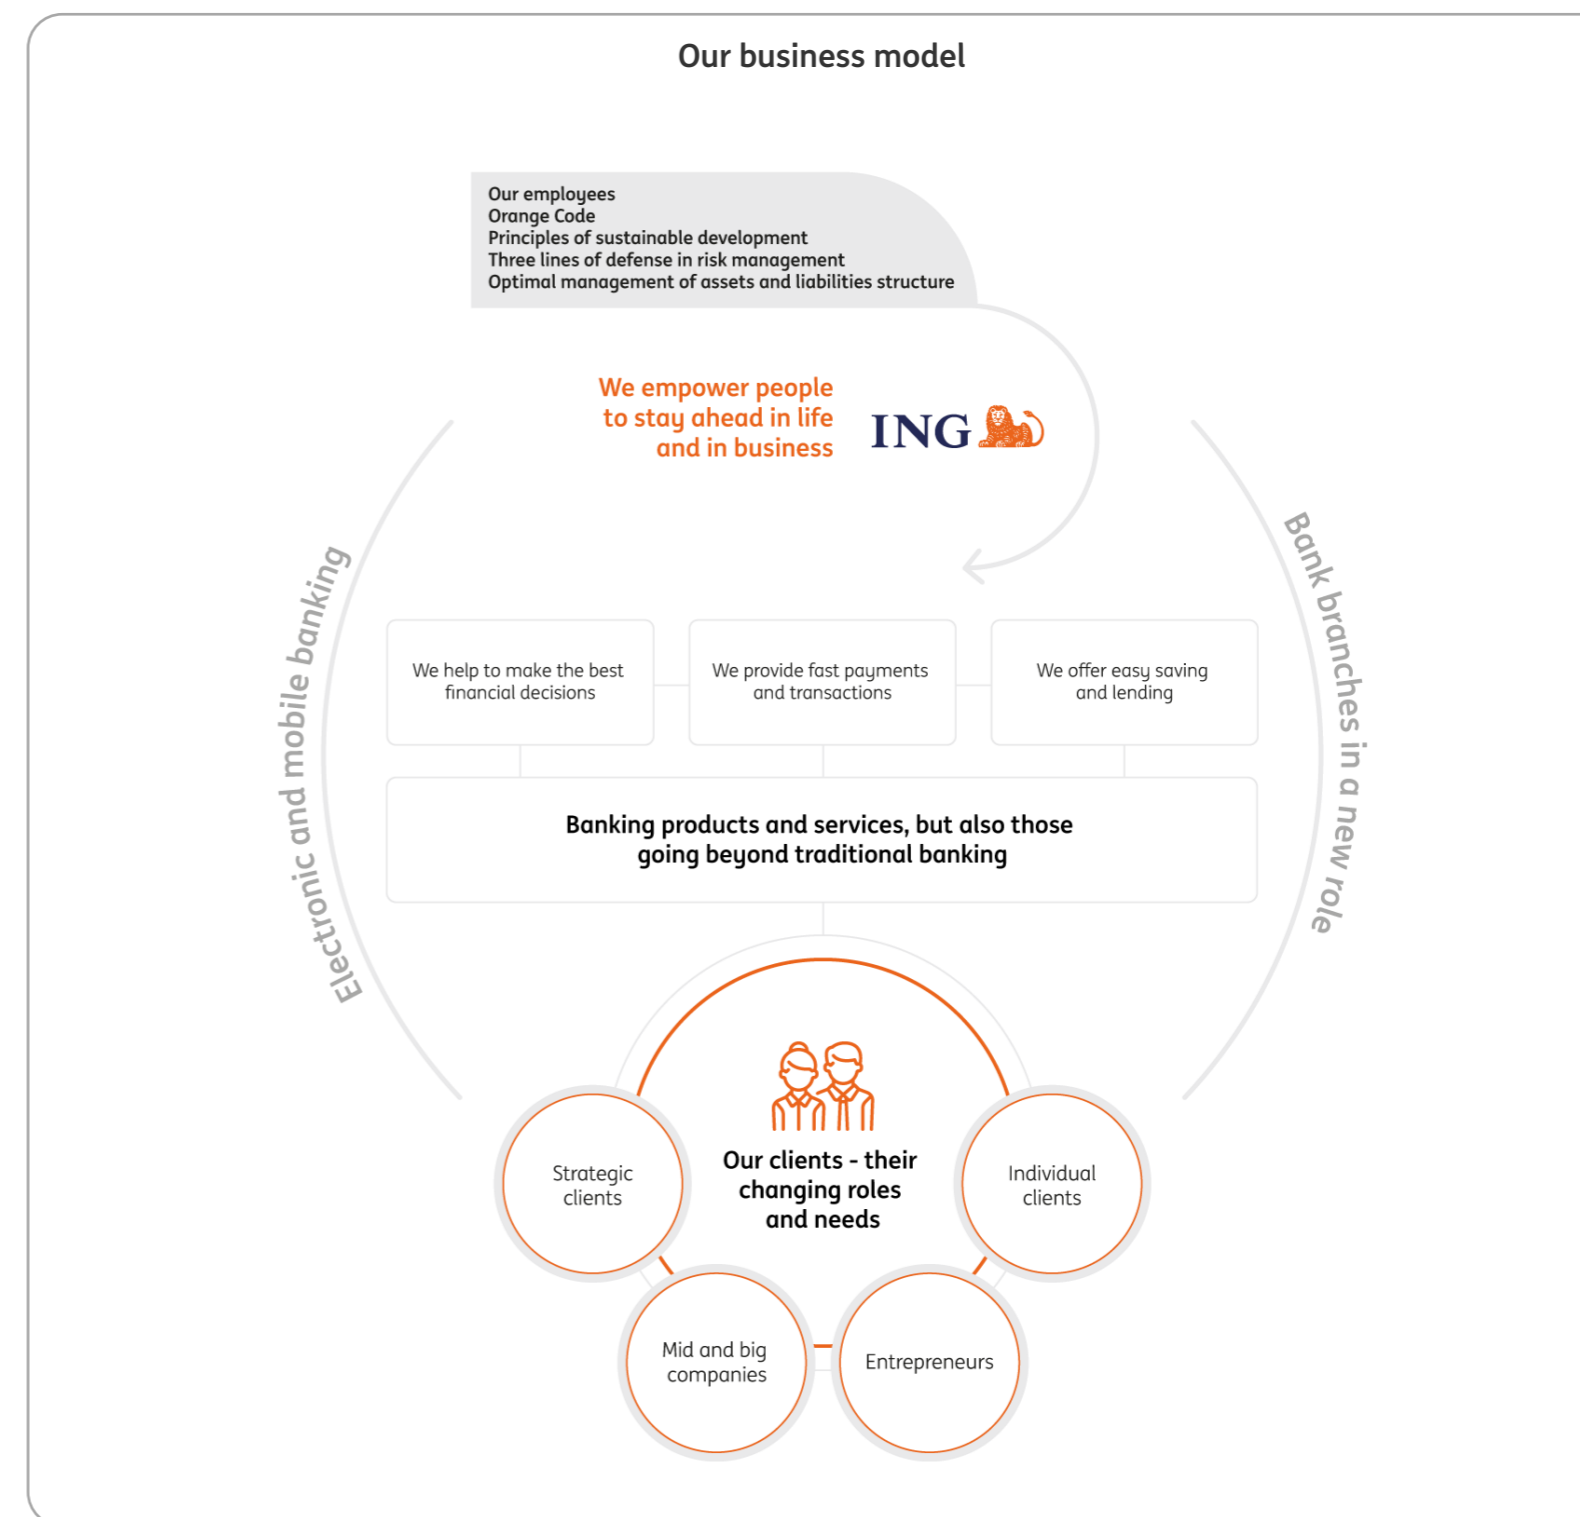 Our business model
Our employees
Orange Code
Principles of sustainable development
Three lines of defense in risk management
Optimal management of assets and liabilities structure
We empower people
to stay ahead in life
and in business
ING
Electronic and mobile banking
Bank branches in a new role
We help to make the best
financial decisions
We provide fast payments
and transactions
We offer easy saving
and lending
Banking products and services, but also those
going beyond traditional banking
Our clients - their
changing roles
and needs
Strategic
clients
Individual
clients
Mid and big
companies
Entrepreneurs